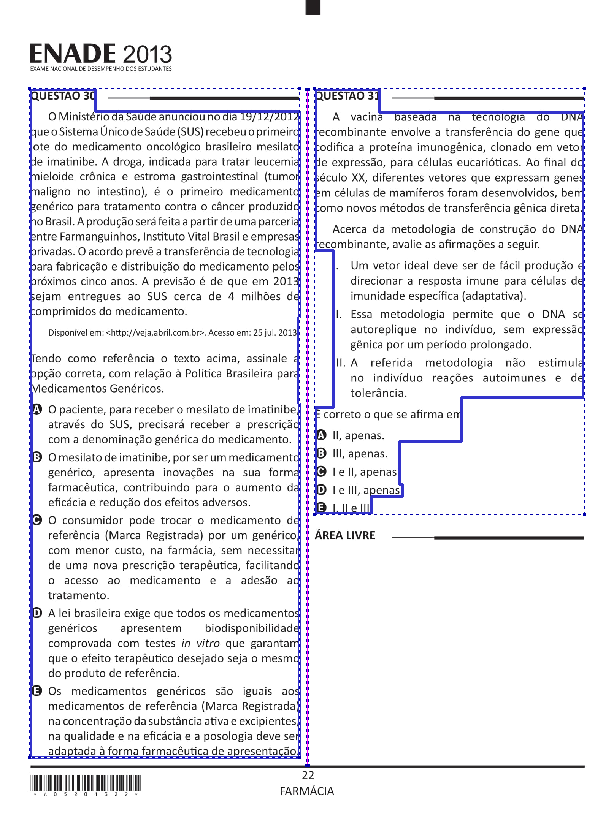 ENADE 2013
EXAME NACIONAL DE DESEMPENHO DOS ESTUDANTES
QUESTÃO 30
O Ministério da Saúde anunciou no dia 19/12/2012
que o Sistema Único de Saúde (SUS) recebeu o primeiro
lote do medicamento oncológico brasileiro mesilato
de imatinibe. A droga, indicada para tratar leucemia
mieloide crônica e estroma gastrointestinal (tumor
maligno no intestino), é o primeiro medicamento
genérico para tratamento contra o câncer produzido
no Brasil. A produção será feita a partir de uma parceria
entre Farmanguinhos, Instituto Vital Brasil e empresas
privadas. O acordo prevê a transferência de tecnologia
para fabricação e distribuição do medicamento pelos
próximos cinco anos. A previsão é de que em 2013
sejam entregues ao SUS cerca de 4 milhões de
comprimidos do medicamento.
Disponível em: <http://veja.abril.com.br>. Acesso em: 25 jul. 2013.
Tendo como referência o texto acima, assinale a
opção correta, com relação à Política Brasileira para
Medicamentos Genéricos.
A O paciente, para receber o mesilato de imatinibe,
através do SUS, precisará receber a prescrição
com a denominação genérica do medicamento.
B O mesilato de imatinibe, por ser um medicamento
genérico, apresenta inovações na sua forma
farmacêutica, contribuindo para o aumento da
eficácia e redução dos efeitos adversos.
C O consumidor pode trocar o medicamento de
referência (Marca Registrada) por um genérico,
com menor custo, na farmácia, sem necessitar
de uma nova prescrição terapêutica, facilitando
o acesso ao medicamento e a adesão ao
tratamento.
D A lei brasileira exige que todos os medicamentos
genéricos apresentem biodisponibilidade
comprovada com testes in vitro que garantam
que o efeito terapêutico desejado seja o mesmo
do produto de referência.
E Os medicamentos genéricos são iguais aos
medicamentos de referência (Marca Registrada)
na concentração da substância ativa e excipientes,
na qualidade e na eficácia e a posologia deve ser
adaptada à forma farmacêutica de apresentação.
QUESTÃO 31
A vacina baseada na tecnologia do DNA
recombinante envolve a transferência do gene que
codifica a proteína imunogênica, clonado em vetor
de expressão, para células eucarióticas. Ao final do
século XX, diferentes vetores que expressam genes
em células de mamíferos foram desenvolvidos, bem
como novos métodos de transferência gênica direta.
Acerca da metodologia de construção do DNA
recombinante, avalie as afirmações a seguir.
I. Um vetor ideal deve ser de fácil produção e
direcionar a resposta imune para células de
imunidade específica (adaptativa).
II. Essa metodologia permite que o DNA se
autoreplique no indivíduo, sem expressão
gênica por um período prolongado.
III. A referida metodologia não estimula
no indivíduo reações autoimunes e de
tolerância.
É correto o que se afirma em
A II, apenas.
B III, apenas.
C I e II, apenas.
D I e III, apenas.
E I, II e III.
ÁREA LIVRE
22
FARMÁCIA